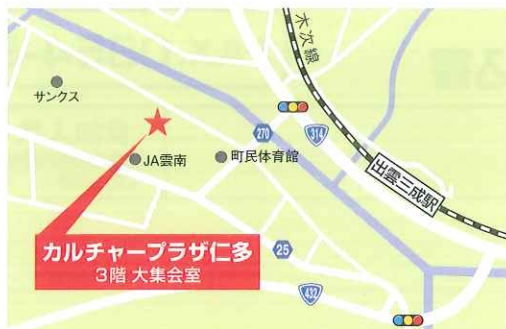 木次線
サンクス
270
314
JA雲南
町民体育館
出雲三成駅
カルチャープラザ仁多
3階 大集会室
25
432